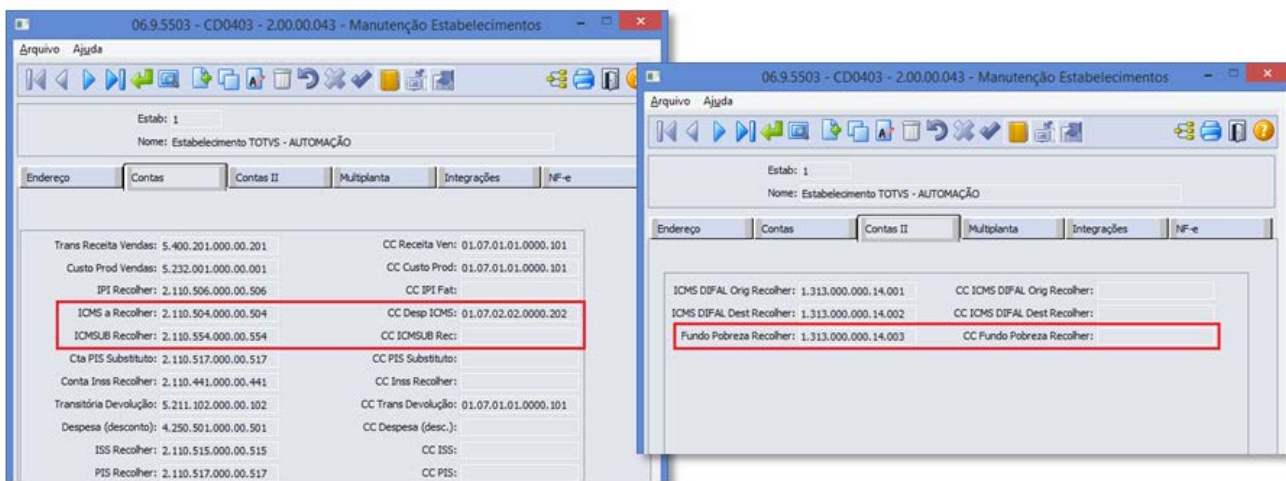 06.9.5503 - CD0403 - 2.00.00.043 - Manutenção Estabelecimentos
Arquivo Ajuda
Estab: 1
Nome: Estabelecimento TOTVS - AUTOMAÇÃO
Endereço Contas Contas II Multiplanta Integrações NF-e
Trans Receita Vendas: 5.400.201.000.00.201 CC Receita Ven: 01.07.01.01.0000.101
Custo Prod Vendas: 5.232.001.000.00.001 CC Custo Prod: 01.07.01.01.0000.101
IPI Recolher: 2.110.506.000.00.506 CC IPI Fat:
ICMS a Recolher: 2.110.504.000.00.504 CC Desp ICMS: 01.07.02.02.0000.202
ICMSUB Recolher: 2.110.554.000.00.554 CC ICMSUB Rec:
Cta PIS Substituto: 2.110.517.000.00.517 CC PIS Substituto:
Conta Inss Recolher: 2.110.441.000.00.441 CC Inss Recolher:
Transitória Devolução: 5.211.102.000.00.102 CC Trans Devolução: 01.07.01.01.0000.101
Despesa (desconto): 4.250.501.000.00.501 CC Despesa (desc.):
ISS Recolher: 2.110.515.000.00.515 CC ISS:
PIS Recolher: 2.110.517.000.00.517 CC PIS:
06.9.5503 - CD0403 - 2.00.00.043 - Manutenção Estabelecimentos
Arquivo Ajuda
Estab: 1
Nome: Estabelecimento TOTVS - AUTOMAÇÃO
Endereço Contas Contas II Multiplanta Integrações NF-e
ICMS DIFAL Orig Recolher: 1.313.000.000.14.001 CC ICMS DIFAL Orig Recolher:
ICMS DIFAL Dest Recolher: 1.313.000.000.14.002 CC ICMS DIFAL Dest Recolher:
Fundo Pobreza Recolher: 1.313.000.000.14.003 CC Fundo Pobreza Recolher: